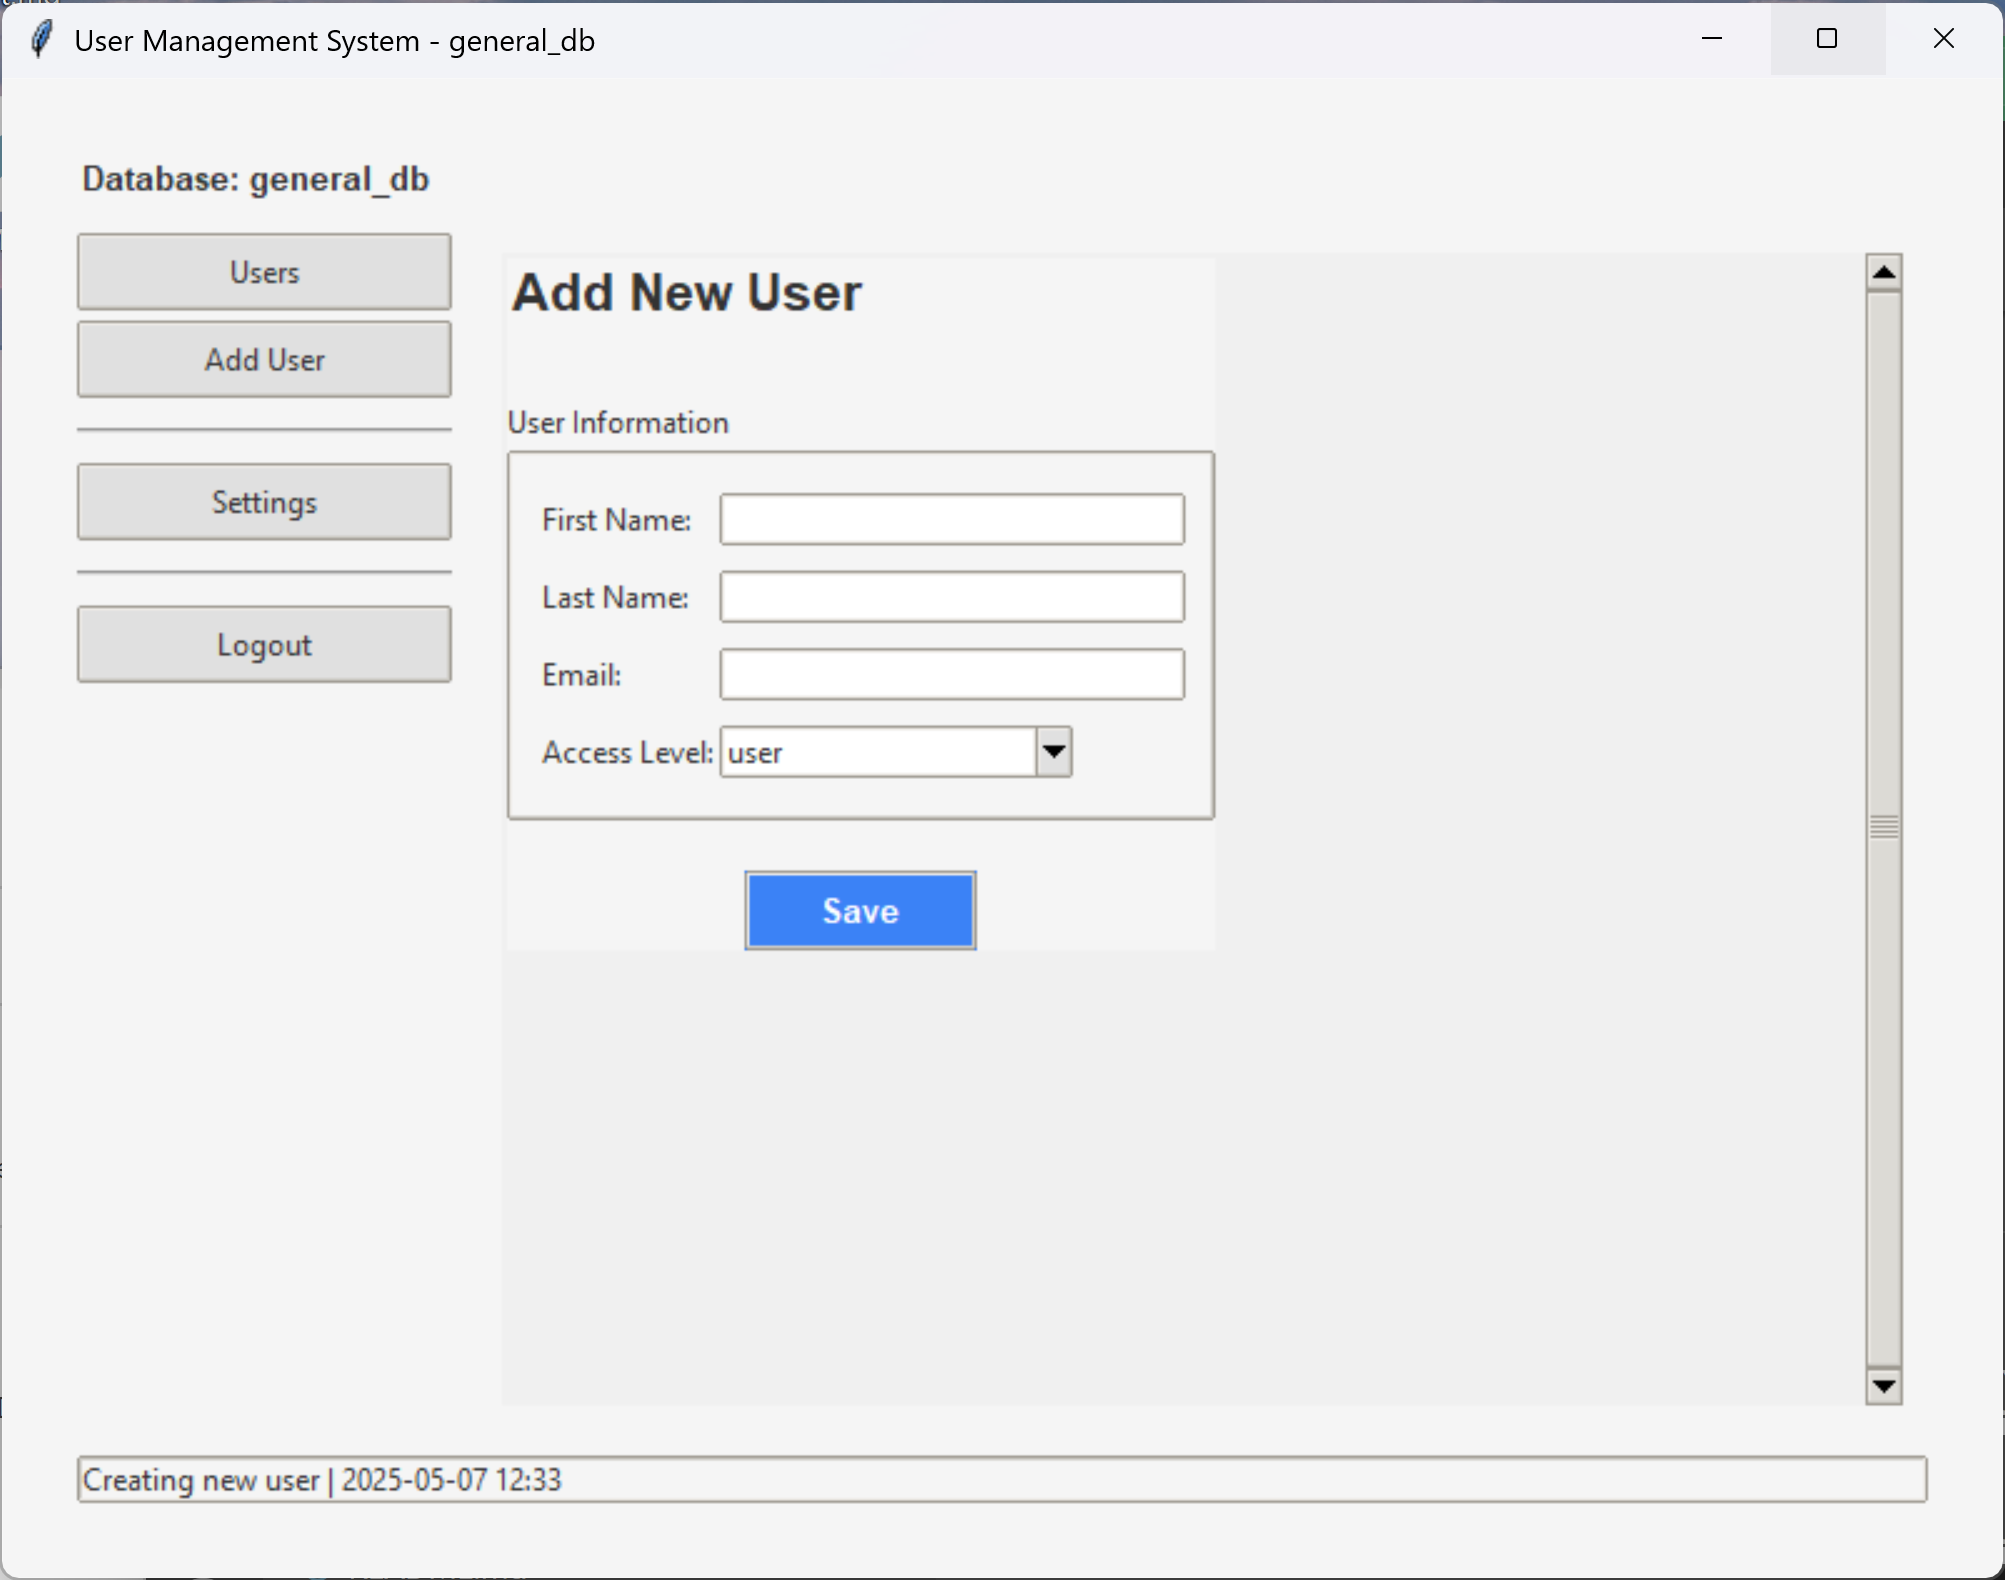 User Management System - general_db
Database: general_db
Users
Add User
Settings
Logout
Add New User
User Information
First Name:
Last Name:
Email:
Access Level: user
Save
Creating new user | 2025-05-07 12:33